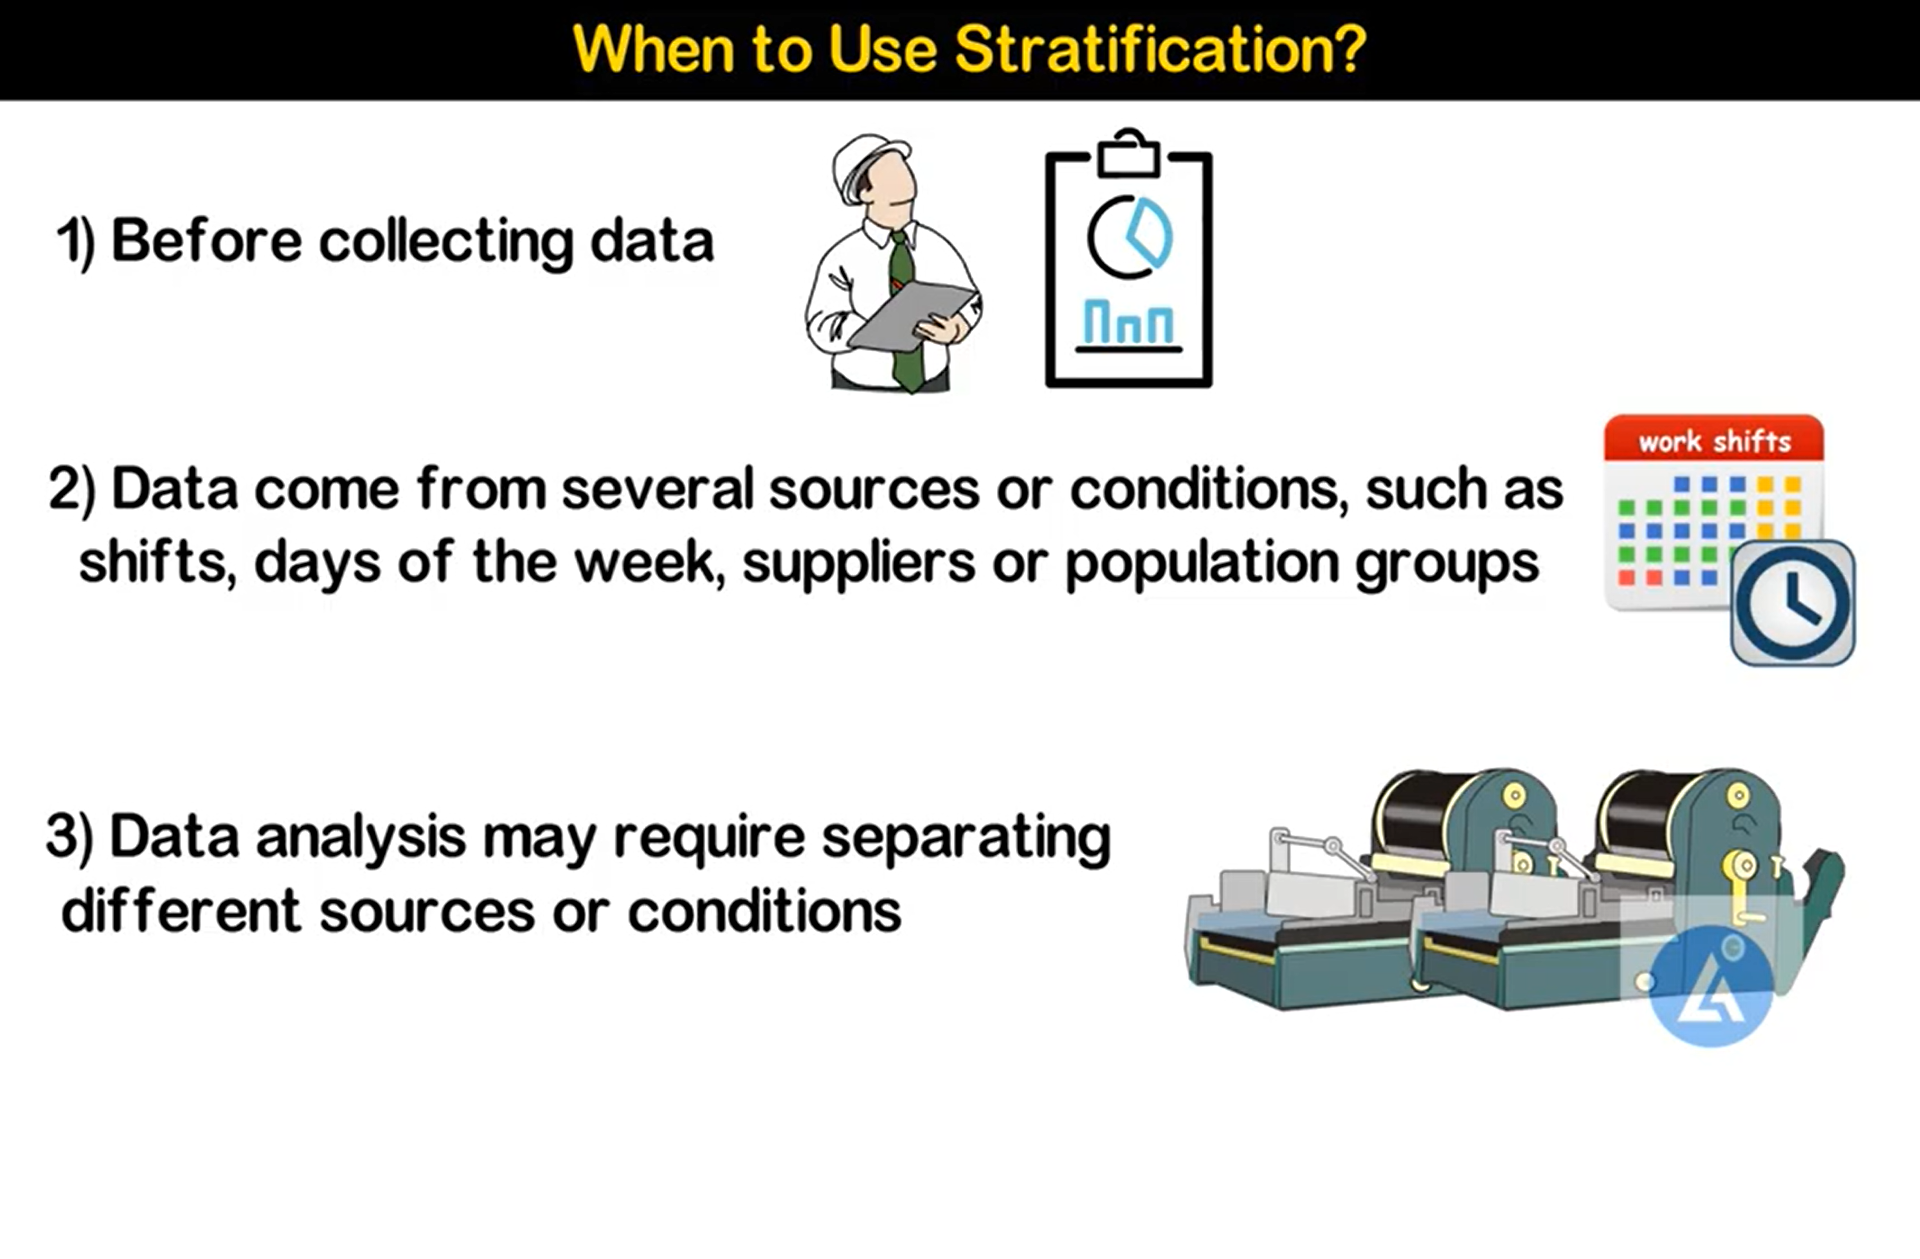 When to Use Stratification?
1) Before collecting data
work shifts
2) Data come from several sources or conditions, such as
shifts, days of the week, suppliers or population groups
3) Data analysis may require separating
different sources or conditions